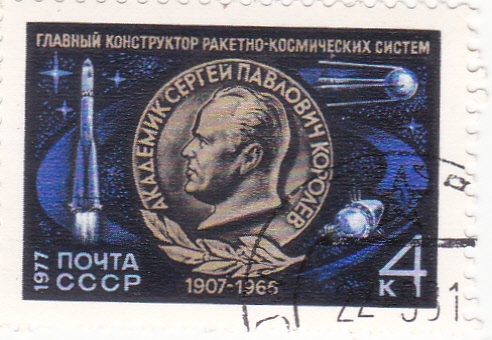 ГЛАВНЫЙ КОНСТРУКТОР РАКЕТНО-КОСМИЧЕСКИХ СИСТЕМ
АКАДЕМИК СЕРГЕЙ ПАВЛОВИЧ КОРОЛЕВ
1977
ПОЧТА
СССР
1907-1966
4
К